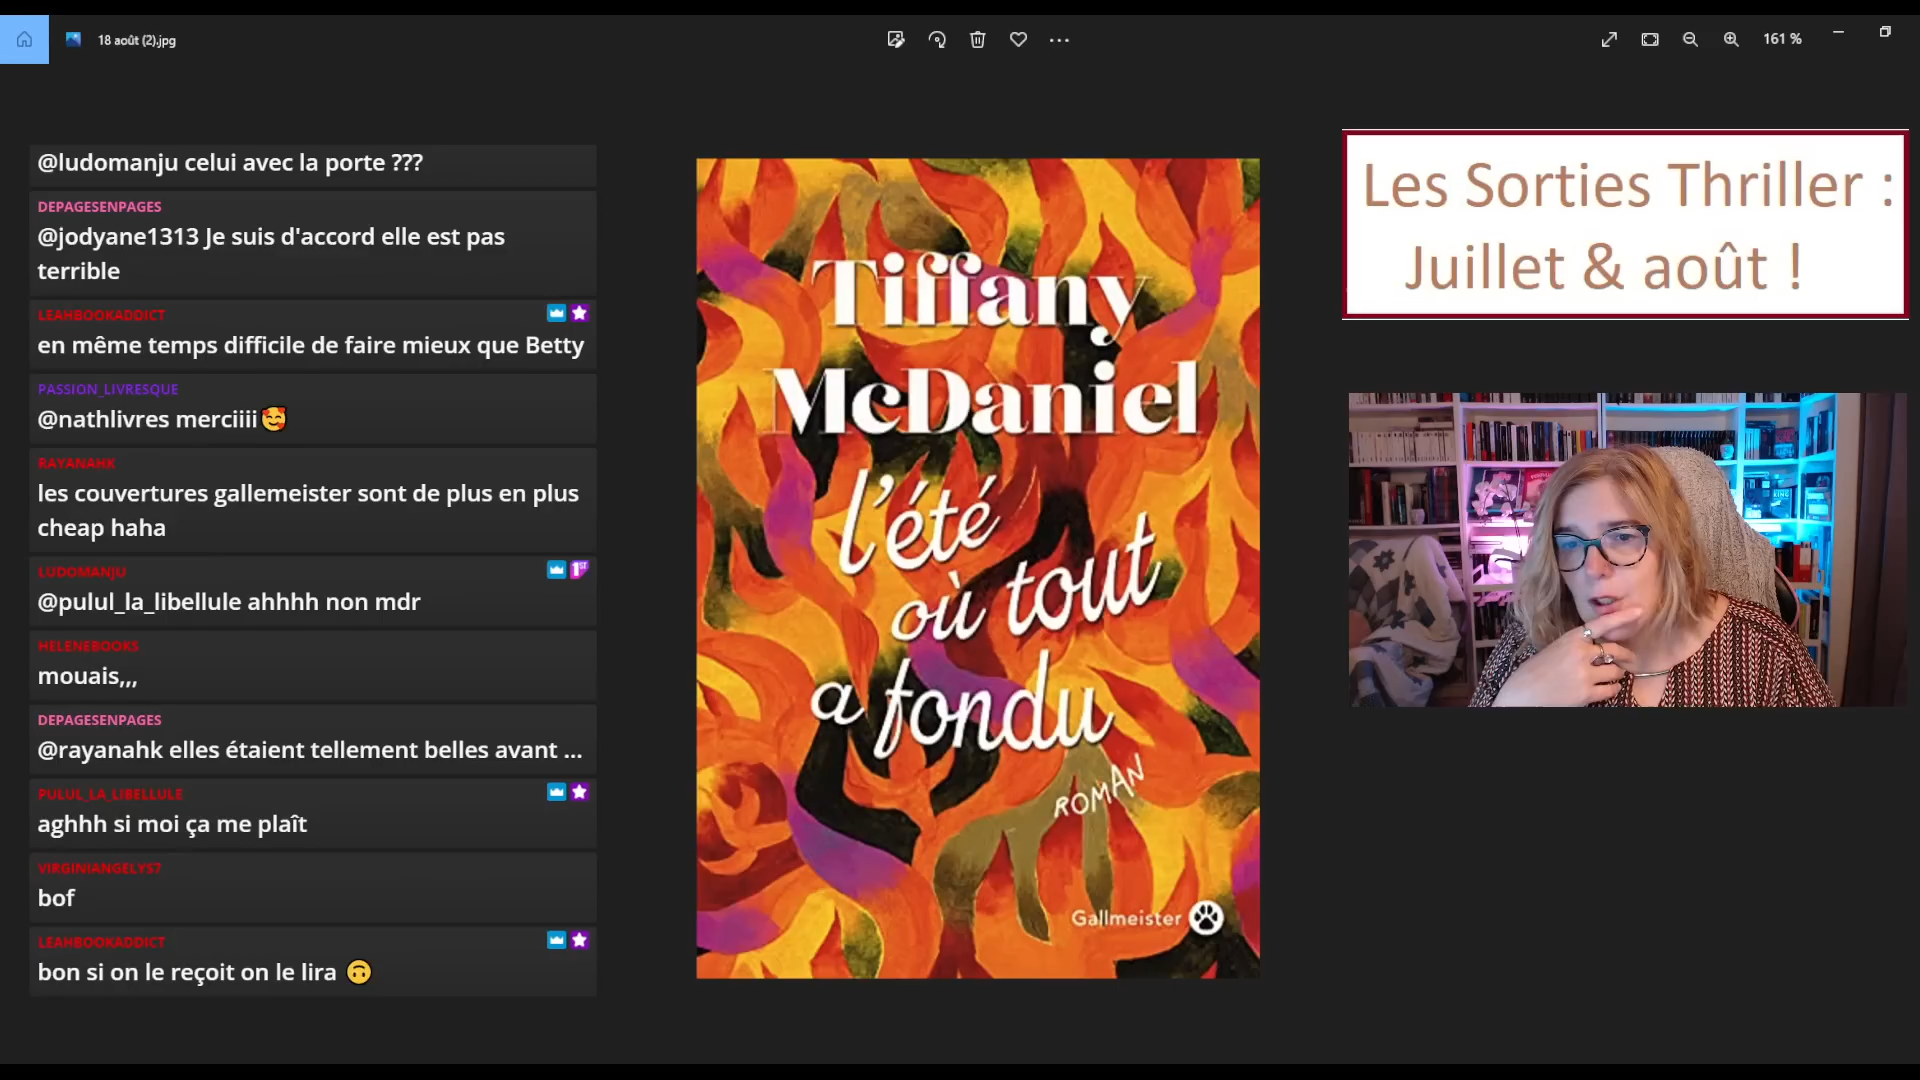 18 août (2).jpg
161 %
@ludomanju celui avec la porte ???
DEPAGESENPAGES
@jodyane1313 Je suis d'accord elle est pas
terrible
LEAHBOOKADDICT
en même temps difficile de faire mieux que Betty
PASSION_LIVRESQUE
@nathlivres merciiii🥰
RAYANAHK
les couvertures gallemeister sont de plus en plus
cheap haha
LUDOMANJU
1ST
@pulul_la_libellule ahhhh non mdr
HELENEBOOKS
mouais,,,
DEPAGESENPAGES
@rayanahk elles étaient tellement belles avant ...
PULUL_LA_LIBELLULE
aghhh si moi ça me plaît
VIRGINIANGELYS7
bof
LEAHBOOKADDICT
bon si on le reçoit on le lira 🙃
Tiffany
McDaniel
l'été
où tout
a fondu
ROMAN
Gallmeister
Les Sorties Thriller :
Juillet & août !
KING